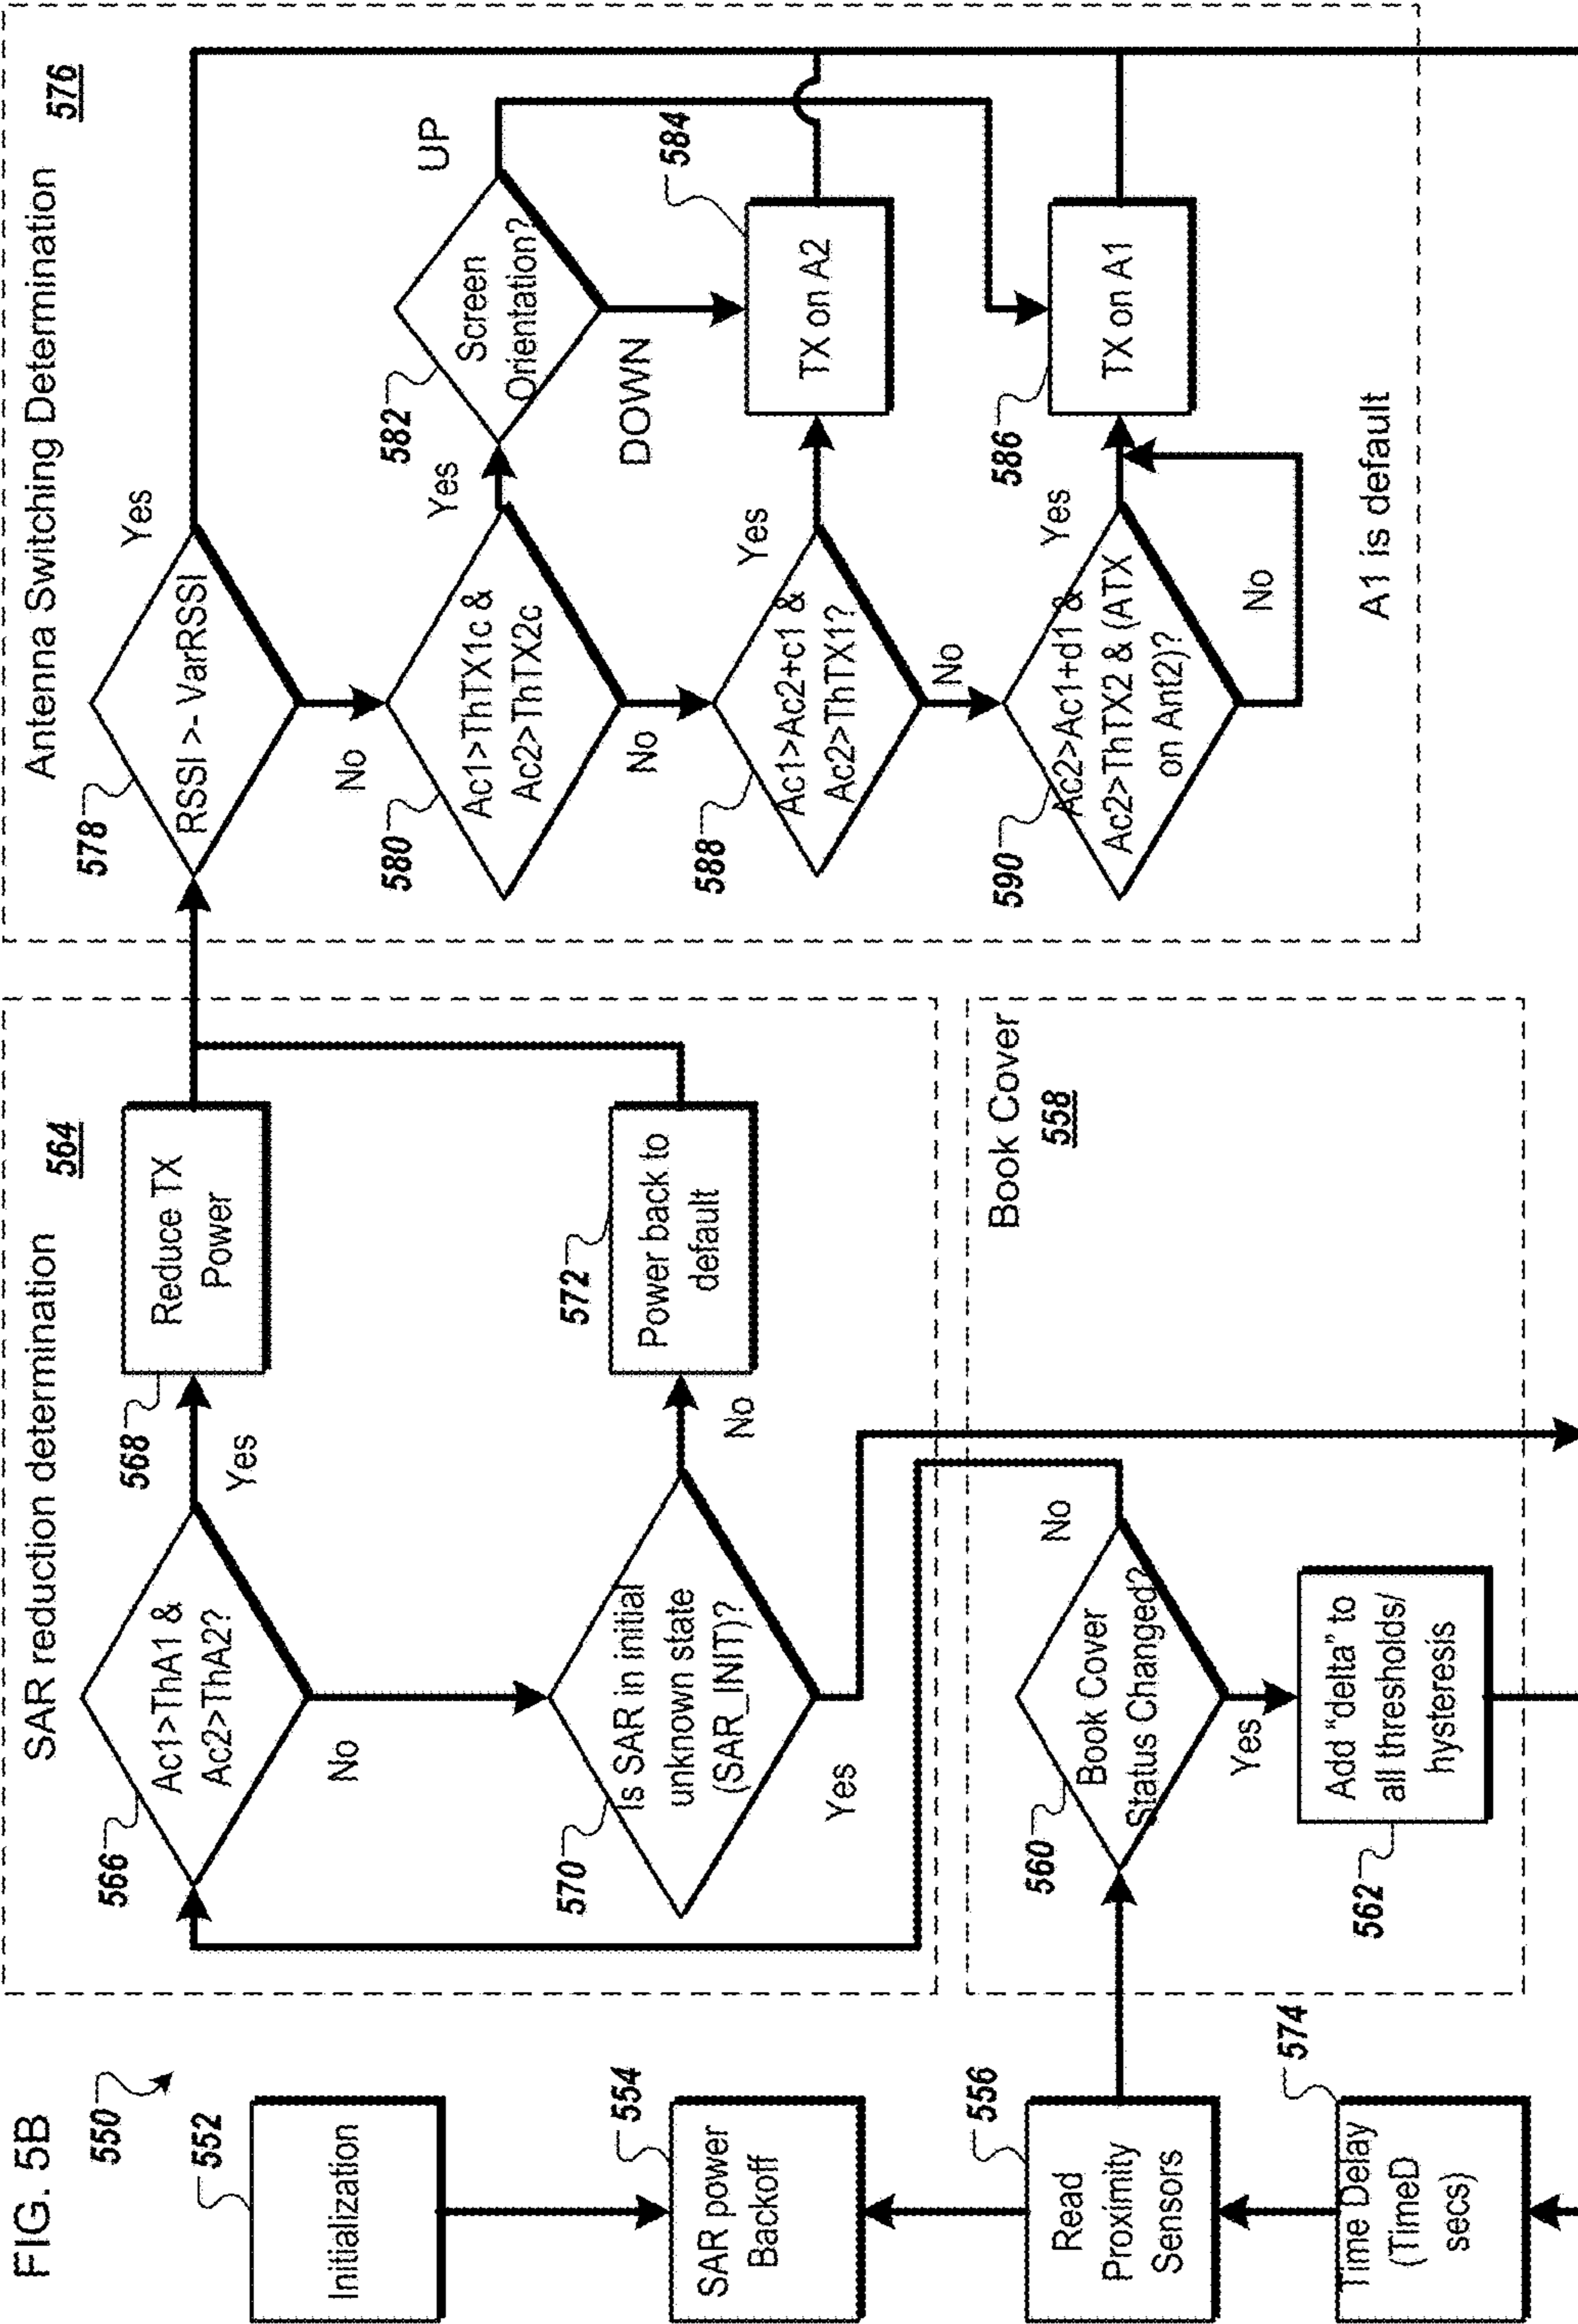 FIG. 5B
550
552
Initialization
554
SAR power
Backoff
556
Read
Proximity
Sensors
574
Time Delay
(TimeD
secs)
SAR reduction determination
564
566
Ac1>ThA1 &
Ac2>ThA2?
Yes
No
568
Reduce TX
Power
570
Is SAR in initial
unknown state
(SAR_INIT)?
No
Yes
572
Power back to
default
Book Cover
558
560
Book Cover
Status Changed?
No
Yes
562
Add “delta” to
all thresholds/
hysteresis
Antenna Switching Determination
576
578
RSSI >- VarRSSI
Yes
No
580
Ac1>ThTX1c &
Ac2>ThTX2c
Yes
No
582
Screen
Orientation?
UP
DOWN
584
TX on A2
588
Ac1>Ac2+c1 &
Ac2>ThTX1?
Yes
No
586
TX on A1
590
Ac2>Ac1+d1 &
Ac2>ThTX2 & (ATX
on Ant2)?
Yes
No
A1 is default